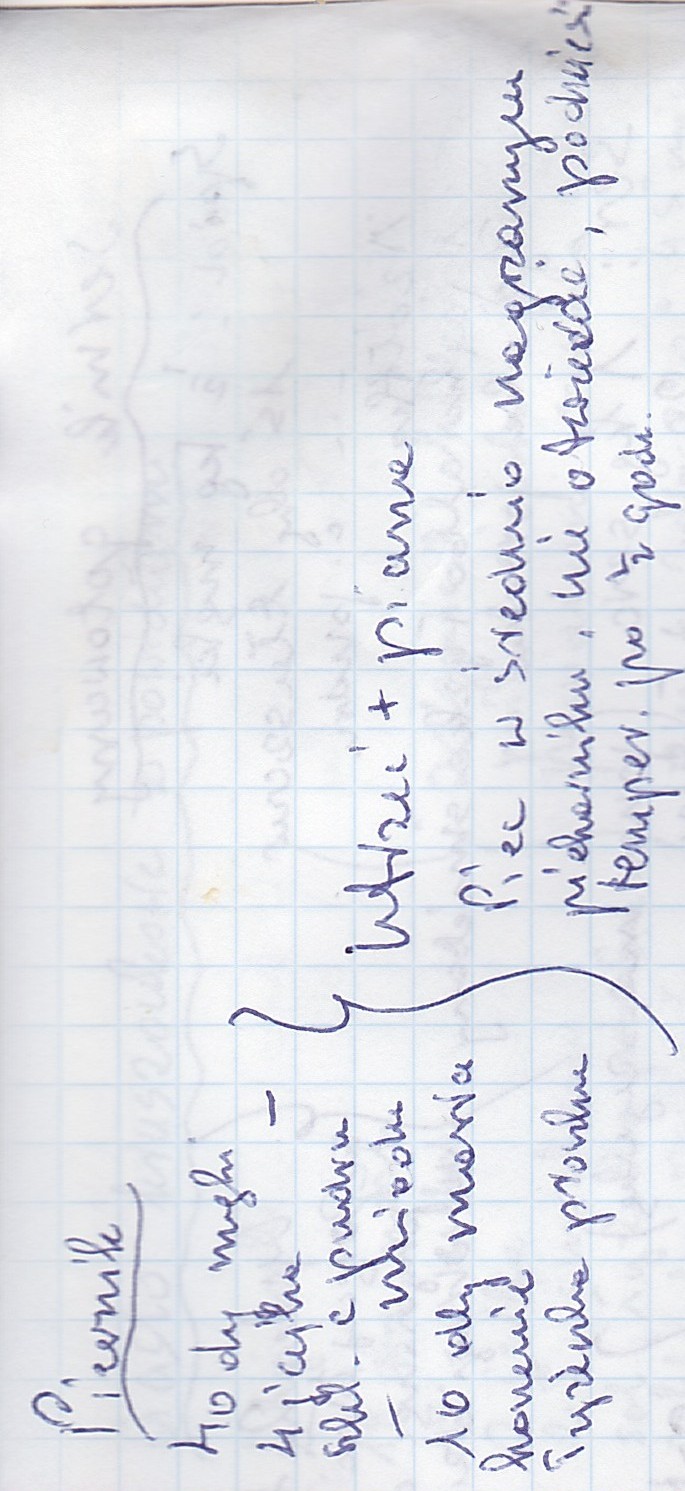 Piernik
40 dkg mąki
4 jajka –
szkl. c pudru
– miodu
10 dkg masła
korzenie
łyżeczka proszku
Utrzeć + piana
Piec w średnio nagrzanym
piekarniku, nie otwierać, podnieść
temper. po ½ godz.